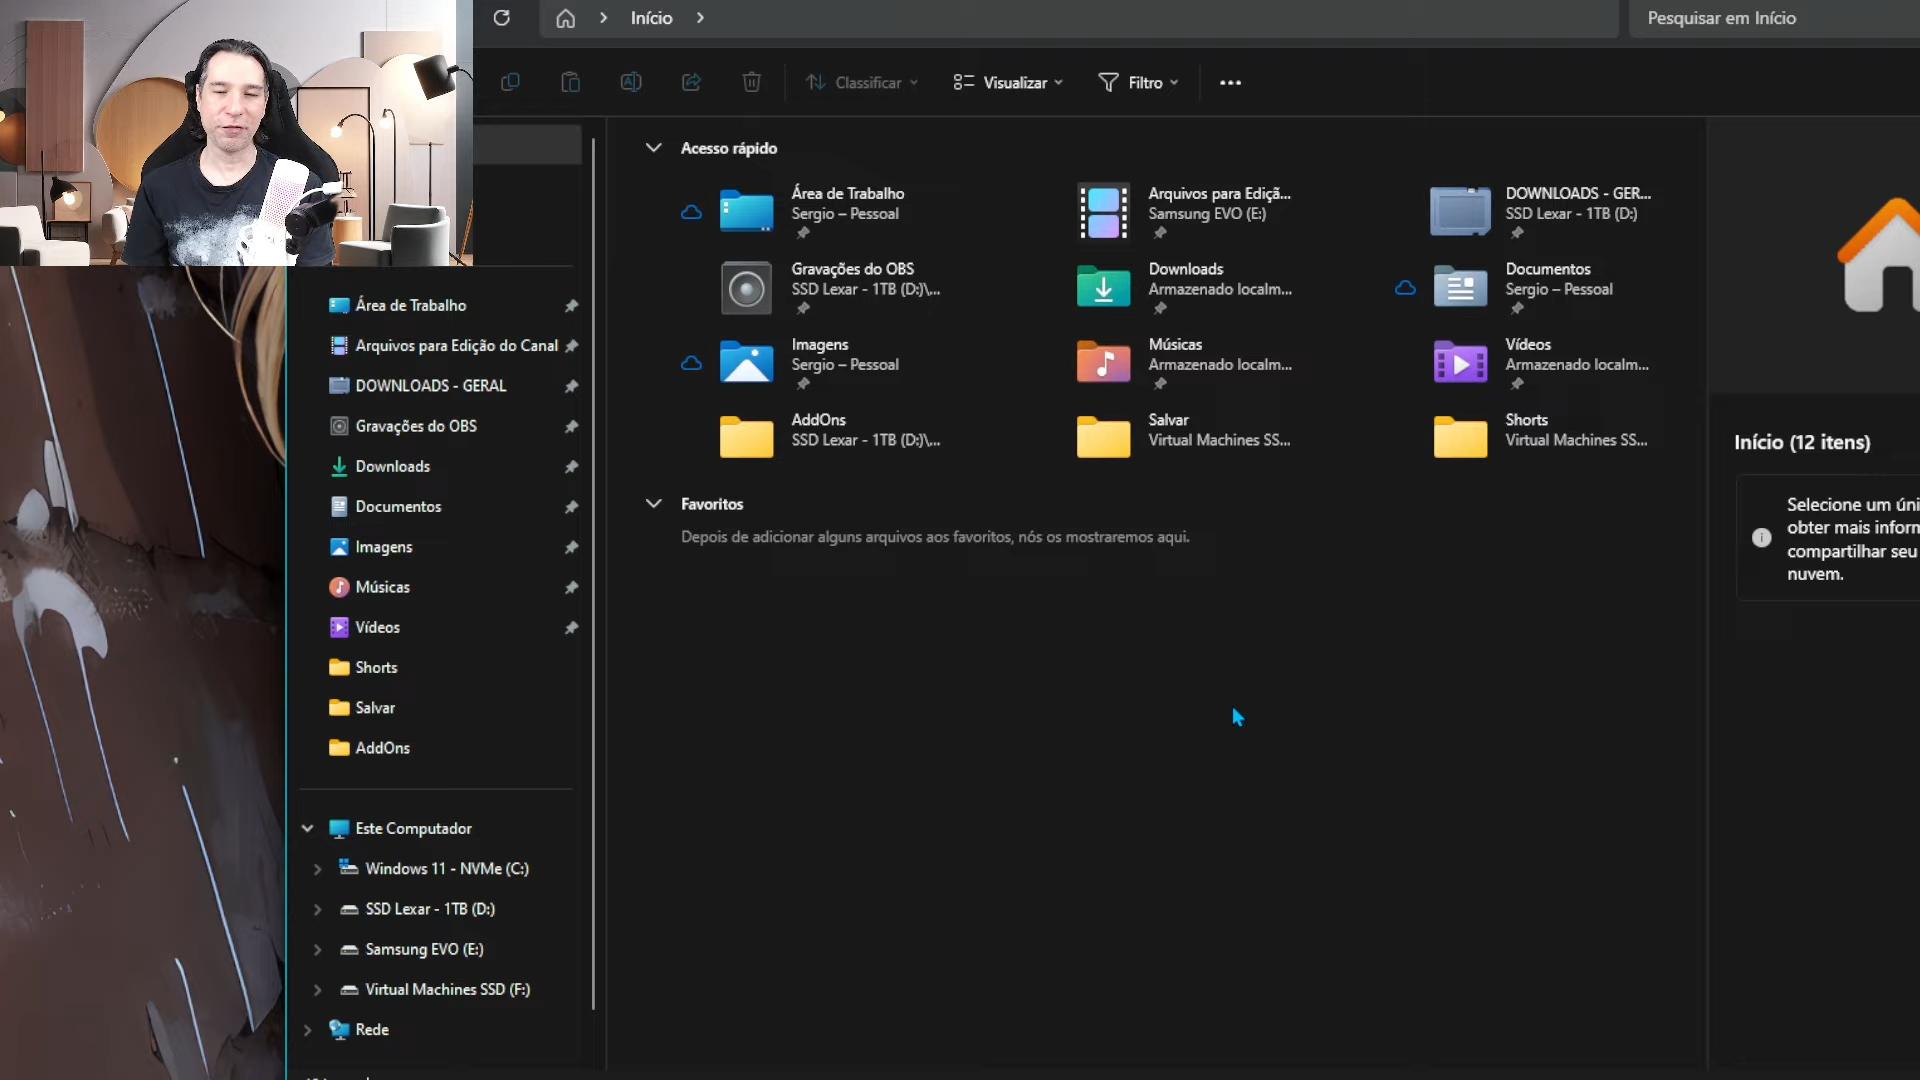 Início
Pesquisar em Início
Classificar
Visualizar
Filtro
Acesso rápido
Área de Trabalho
Sergio – Pessoal
Arquivos para Ediçã...
Samsung EVO (E:)
DOWNLOADS - GER...
SSD Lexar - 1TB (D:)
Gravações do OBS
SSD Lexar - 1TB (D:)\...
Downloads
Armazenado localm...
Documentos
Sergio – Pessoal
Imagens
Sergio – Pessoal
Músicas
Armazenado localm...
Vídeos
Armazenado localm...
AddOns
SSD Lexar - 1TB (D:)\...
Salvar
Virtual Machines SS...
Shorts
Virtual Machines SS...
Favoritos
Depois de adicionar alguns arquivos aos favoritos, nós os mostraremos aqui.
Área de Trabalho
Arquivos para Edição do Canal
DOWNLOADS - GERAL
Gravações do OBS
Downloads
Documentos
Imagens
Músicas
Vídeos
Shorts
Salvar
AddOns
Este Computador
Windows 11 - NVMe (C:)
SSD Lexar - 1TB (D:)
Samsung EVO (E:)
Virtual Machines SSD (F:)
Rede
Início (12 itens)
Selecione um úni
obter mais inform
compartilhar seu
nuvem.